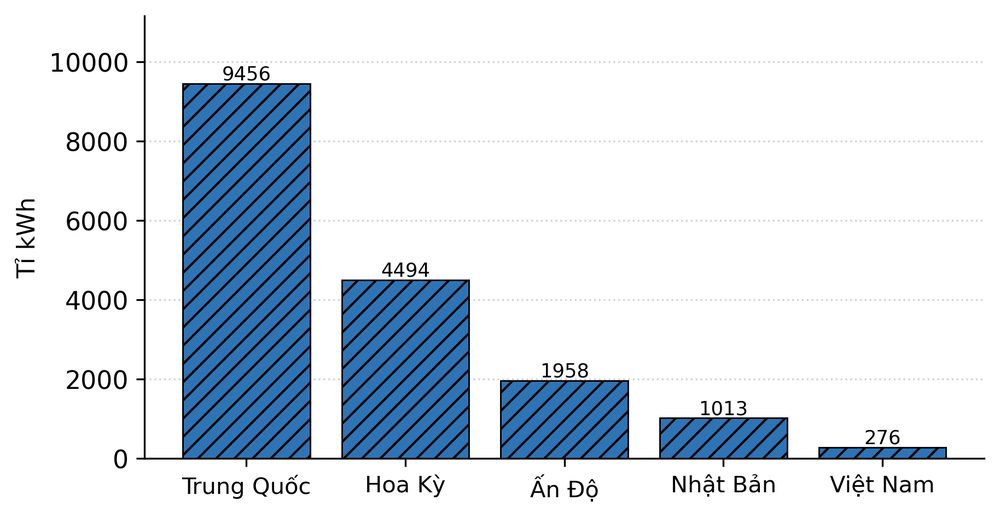 Tỉ kWh
10000
8000
6000
4000
2000
0
9456
4494
1958
1013
276
Trung Quốc
Hoa Kỳ
Ấn Độ
Nhật Bản
Việt Nam